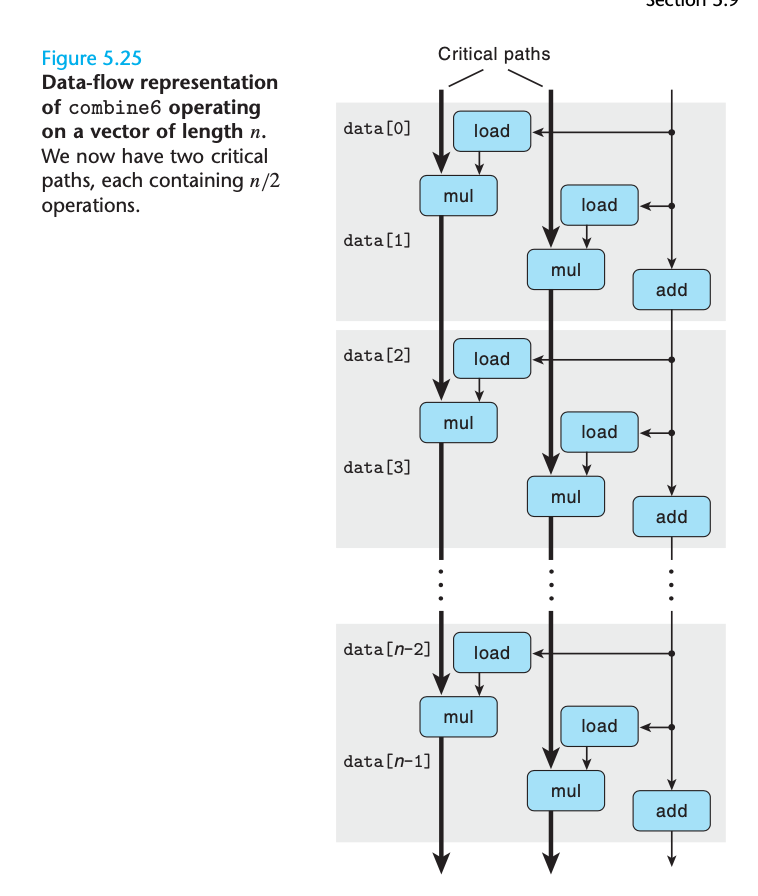 Section 5.9
Figure 5.25
Data-flow representation
of combine6 operating
on a vector of length n.
We now have two critical
paths, each containing n/2
operations.
Critical paths
data[0]
load
mul
load
data[1]
mul
add
data[2]
load
mul
load
data[3]
mul
add
data[n-2]
load
mul
load
data[n-1]
mul
add